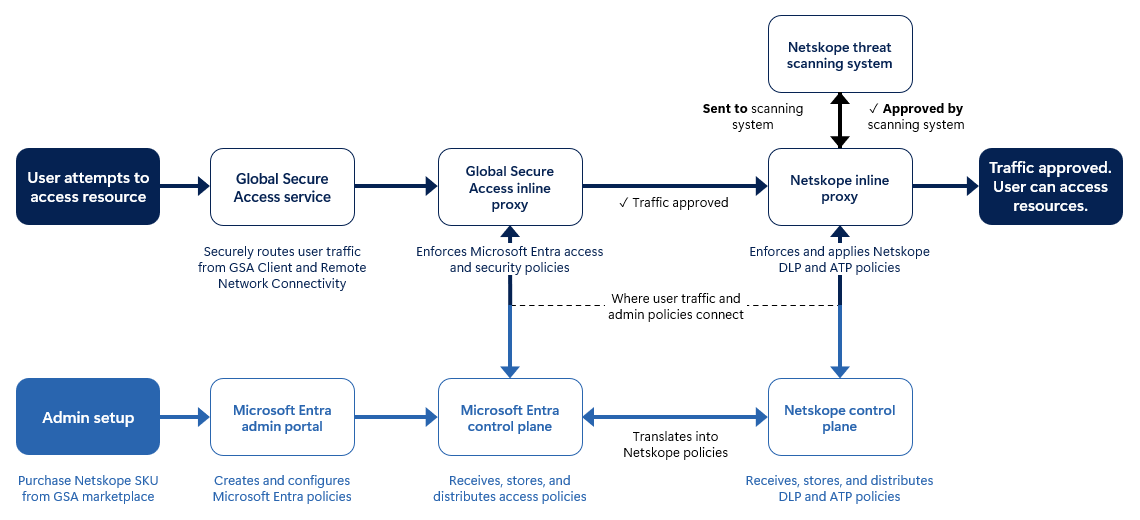 Netskope threat
scanning system
Sent to scanning
system
✓ Approved by
scanning system
User attempts to
access resource
Global Secure
Access service
Global Secure
Access inline
proxy
✓ Traffic approved
Netskope inline
proxy
Traffic approved.
User can access
resources.
Securely routes user traffic
from GSA Client and Remote
Network Connectivity
Enforces Microsoft Entra access
and security policies
Enforces and applies Netskope
DLP and ATP policies
Where user traffic and
admin policies connect
Admin setup
Microsoft Entra
admin portal
Microsoft Entra
control plane
Translates into
Netskope policies
Netskope control
plane
Purchase Netskope SKU
from GSA marketplace
Creates and configures
Microsoft Entra policies
Receives, stores, and
distributes access policies
Receives, stores, and distributes
DLP and ATP policies